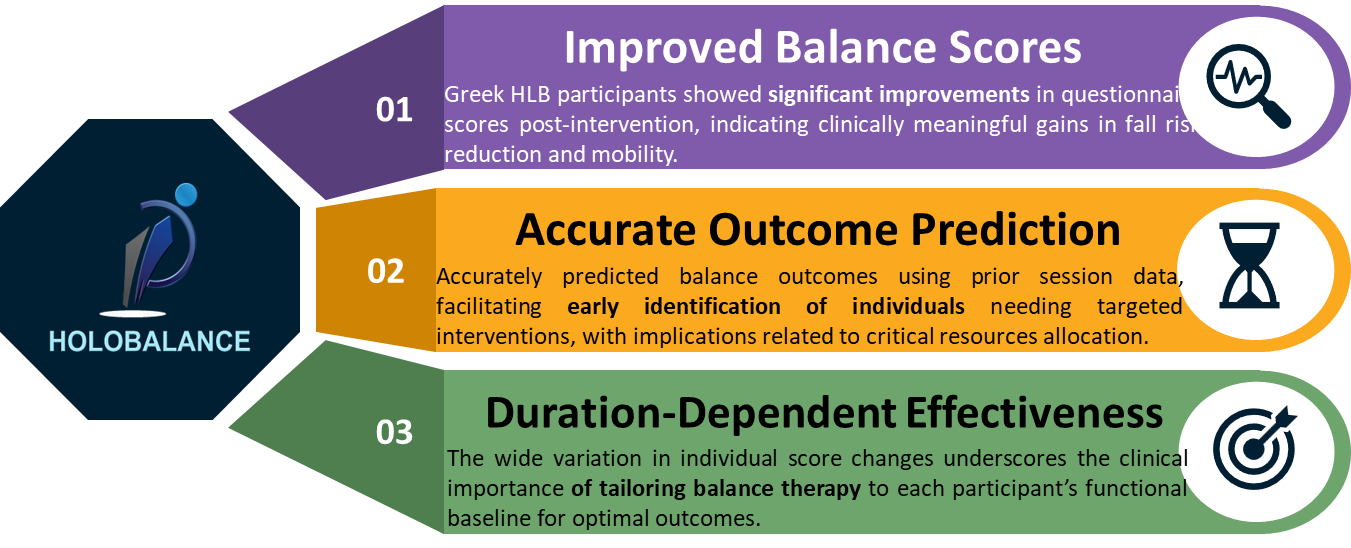 HOLOBALANCE
01
Improved Balance Scores
Greek HLB participants showed significant improvements in questionnai
scores post-intervention, indicating clinically meaningful gains in fall risk
reduction and mobility.
02
Accurate Outcome Prediction
Accurately predicted balance outcomes using prior session data,
facilitating early identification of individuals needing targeted
interventions, with implications related to critical resources allocation.
03
Duration-Dependent Effectiveness
The wide variation in individual score changes underscores the clinical
importance of tailoring balance therapy to each participant’s functional
baseline for optimal outcomes.